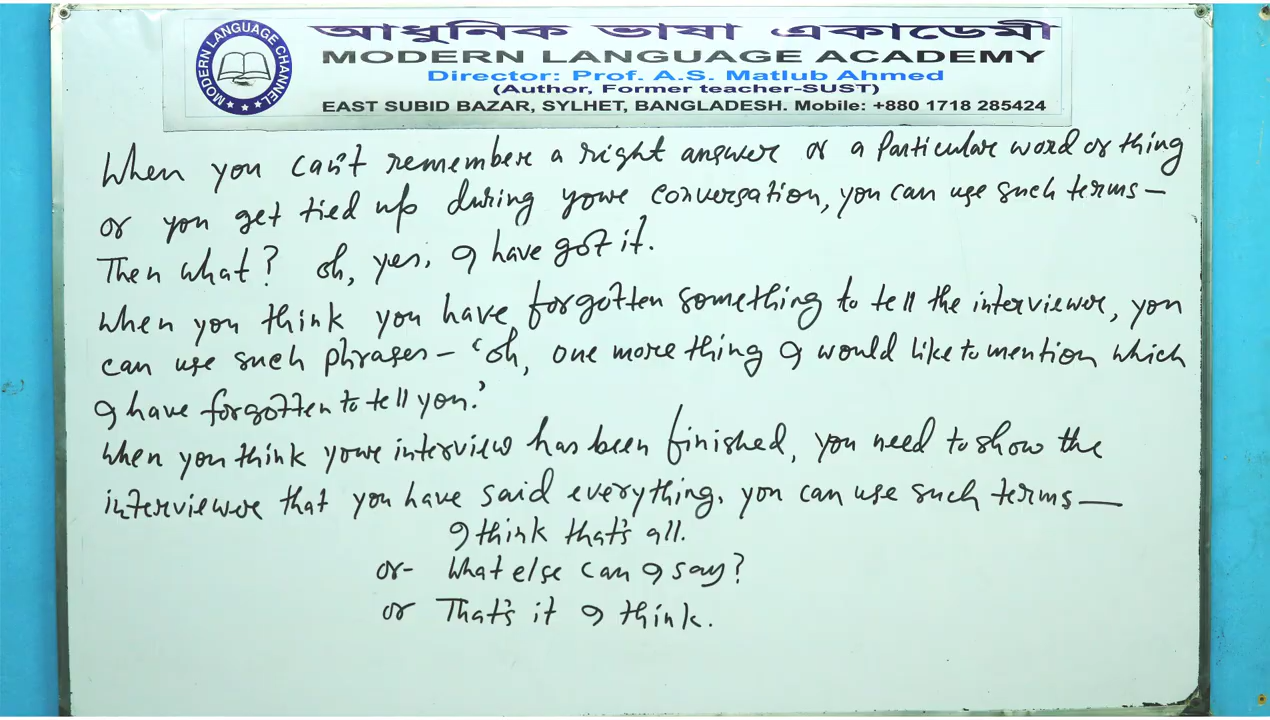 আধুনিক ভাষা একাডেমী
MODERN LANGUAGE ACADEMY
Director: Prof. A.S. Matlub Ahmed
(Author, Former teacher-SUST)
EAST SUBID BAZAR, SYLHET, BANGLADESH. Mobile: +880 1718 285424
MODERN LANGUAGE CHANNEL
When you can't remember a right answer or a particular word or thing
or you get tied up during your conversation, you can use such terms —
Then what? oh, yes, I have got it.
When you think you have forgotten something to tell the interviewer, you
can use such phrases – 'oh, one more thing I would like to mention which
I have forgotten to tell you.'
When you think your interview has been finished, you need to show the
interviewer that you have said everything. you can use such terms —
I think that's all.
or- What else can I say?
or That's it I think.